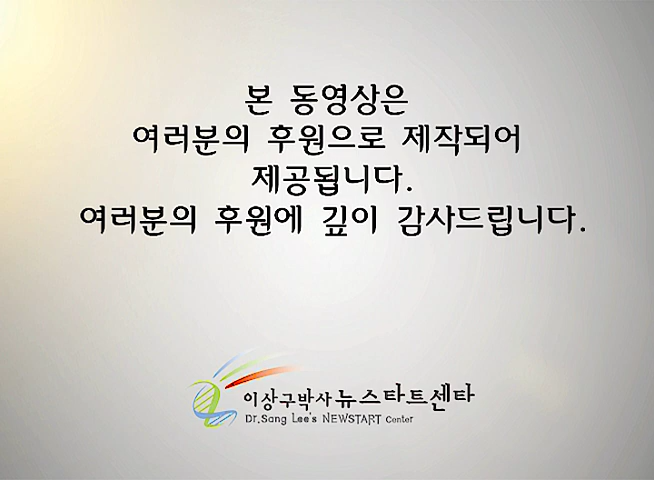 본 동영상은
여러분의 후원으로 제작되어
제공됩니다.
여러분의 후원에 깊이 감사드립니다.
이상구박사 뉴스타트센타
Dr.Sang Lee's NEWSTART Center